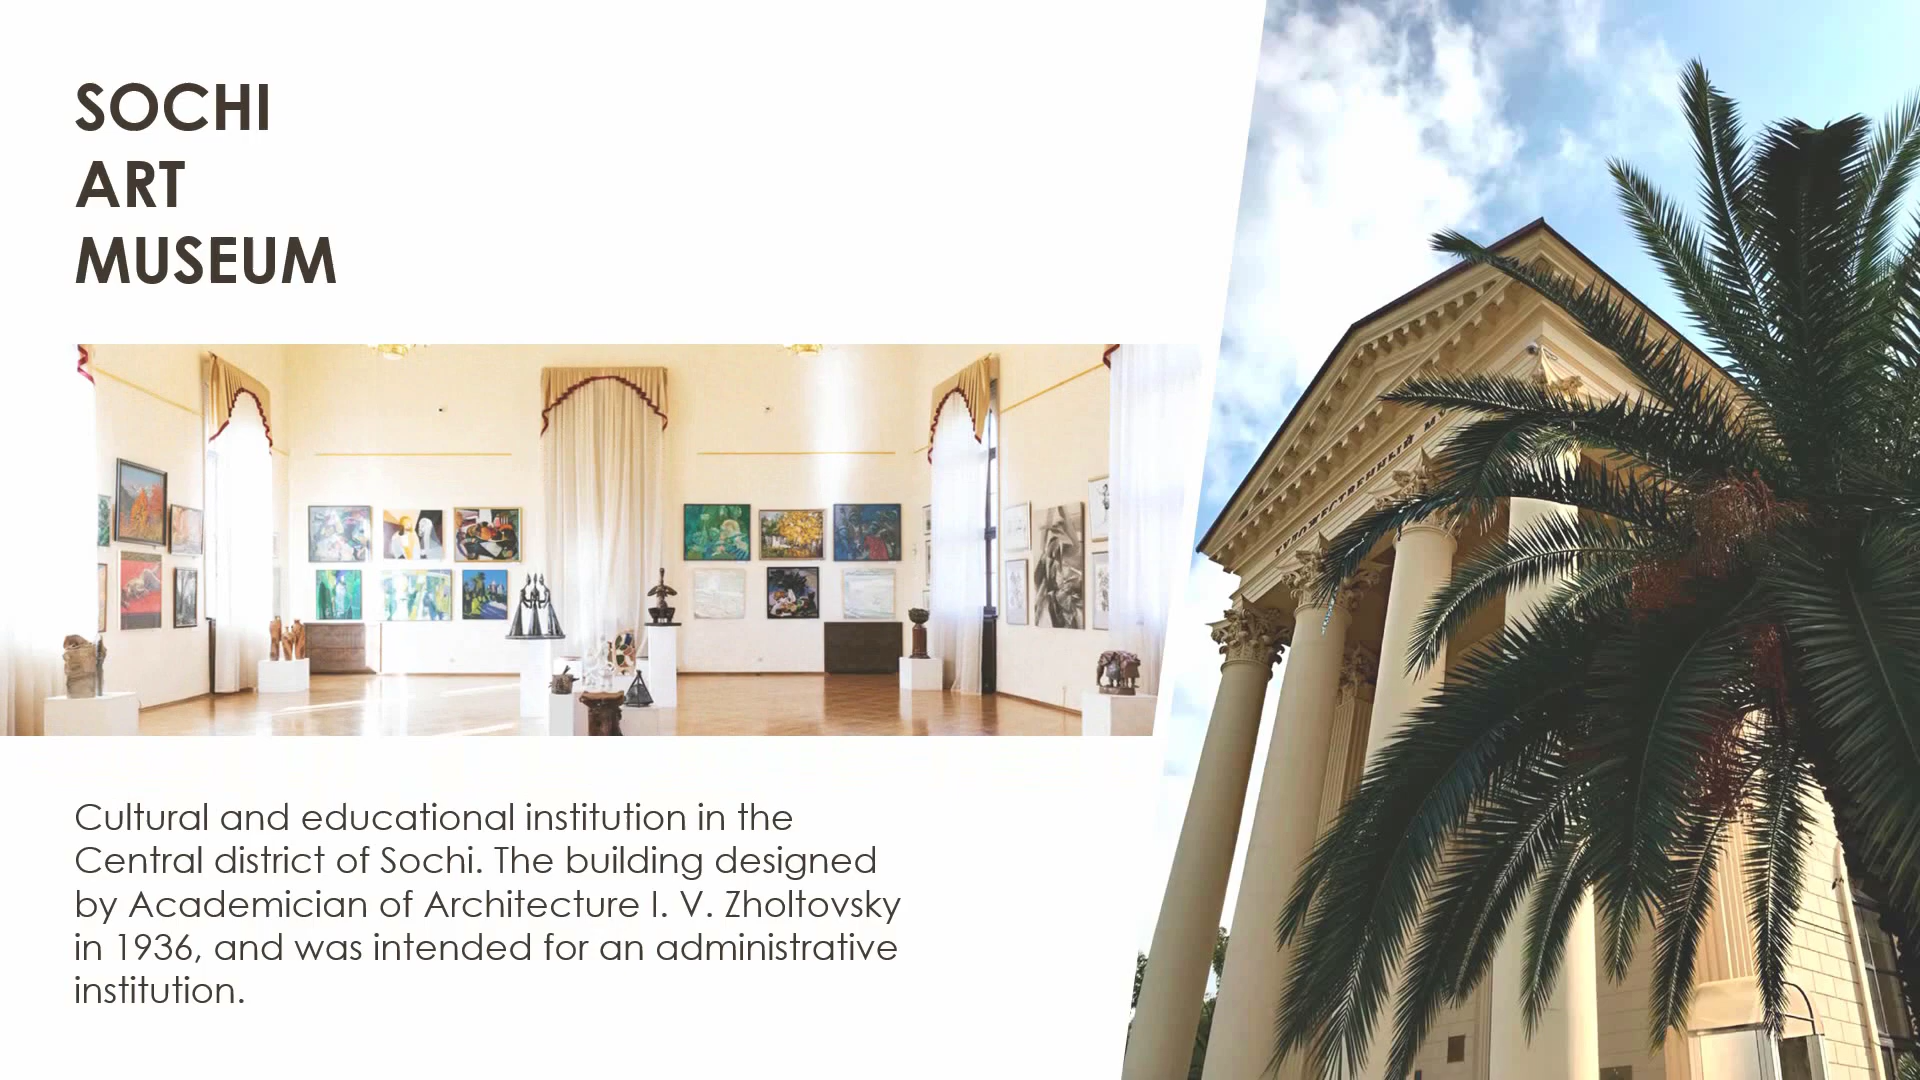 SOCHI
ART
MUSEUM
ХУДОЖЕСТВЕННЫЙ
Cultural and educational institution in the
Central district of Sochi. The building designed
by Academician of Architecture I. V. Zholtovsky
in 1936, and was intended for an administrative
institution.